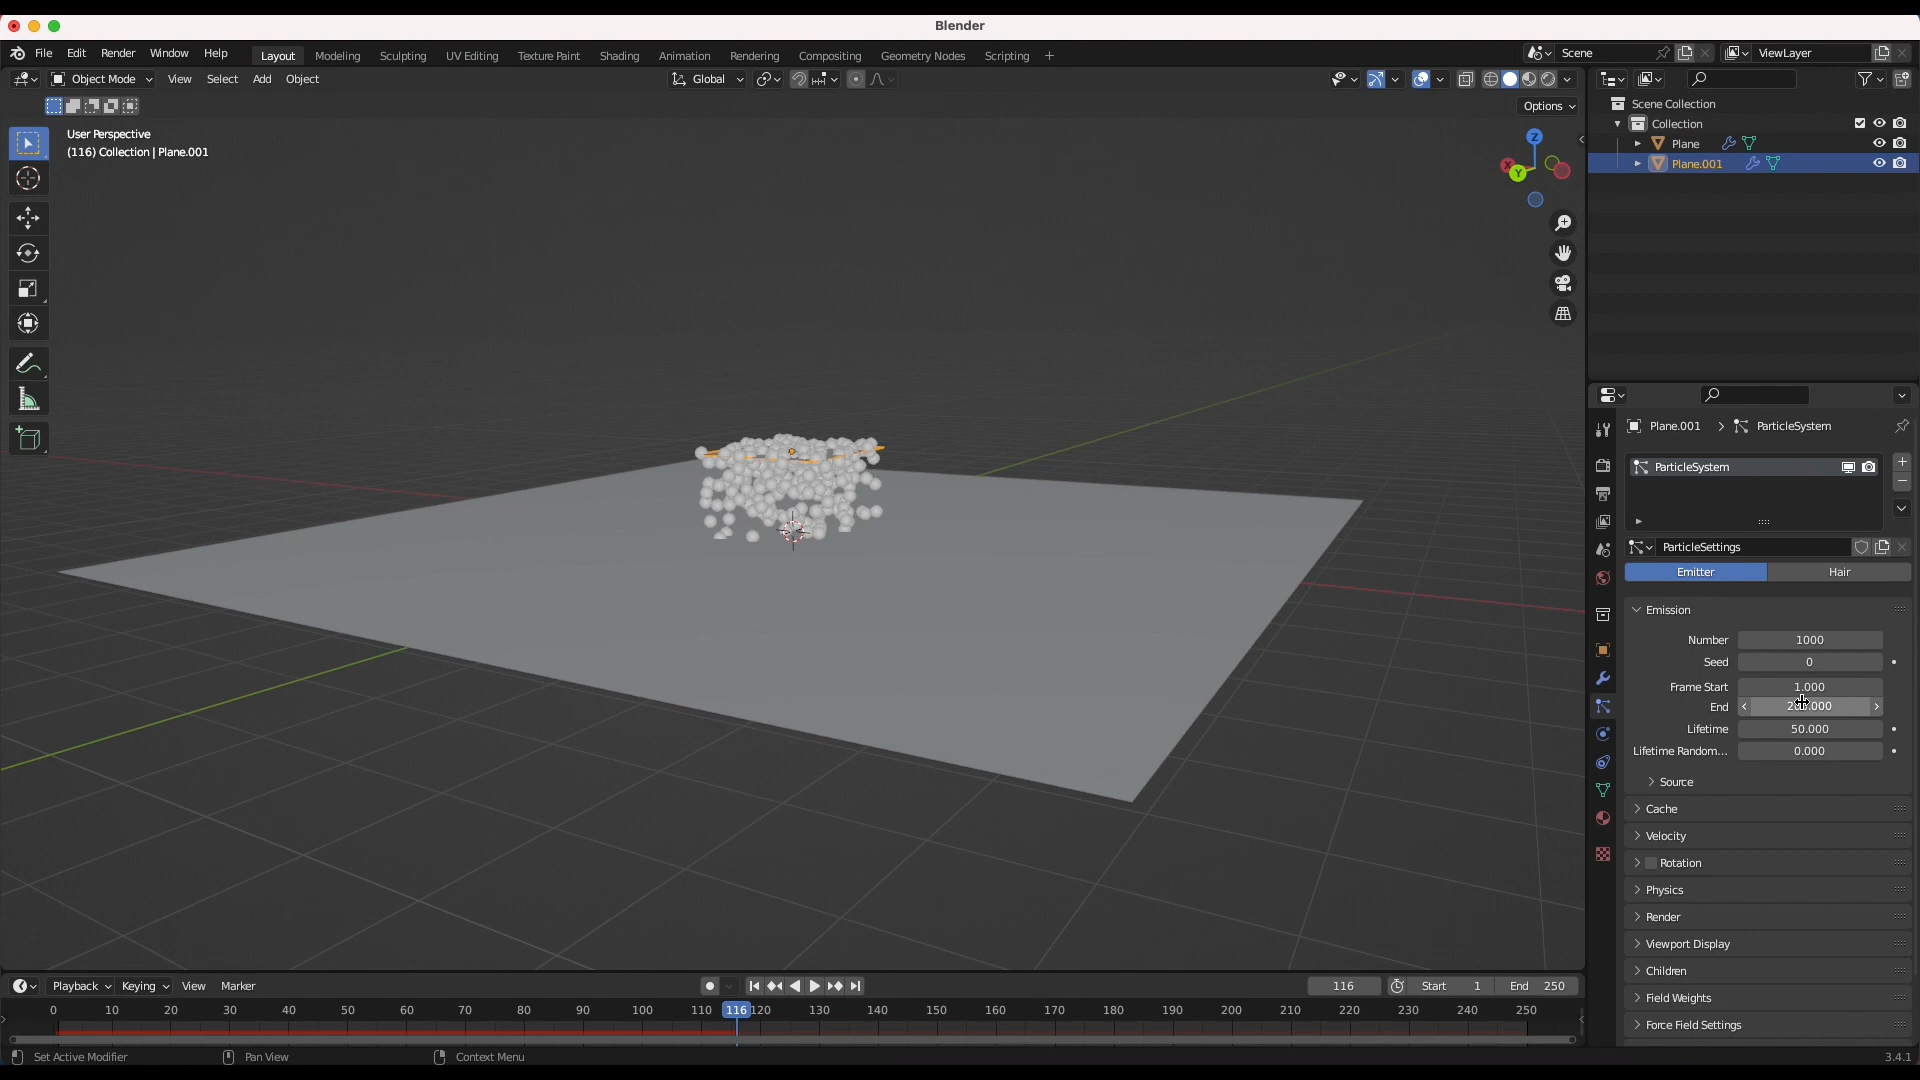 Blender
File Edit Render Window Help Layout Modeling Sculpting UV Editing Texture Paint Shading Animation Rendering Compositing Geometry Nodes Scripting + Scene ViewLayer
Object Mode View Select Add Object Global
Options
User Perspective
(116) Collection | Plane.001
Z
X
Y
Scene Collection
Collection
Plane
Plane.001
Plane.001 > ParticleSystem
ParticleSystem
ParticleSettings
Emitter Hair
Emission
Number 1000
Seed 0
Frame Start 1.000
End
Lifetime 50.000
Lifetime Random... 0.000
Source
Cache
Velocity
Rotation
Physics
Render
Viewport Display
Children
Field Weights
Force Field Settings
Playback Keying View Marker 116 Start 1 End 250
0 10 20 30 40 50 60 70 80 90 100 110 116 120 130 140 150 160 170 180 190 200 210 220 230 240 250
Set Active Modifier Pan View Context Menu 3.4.1